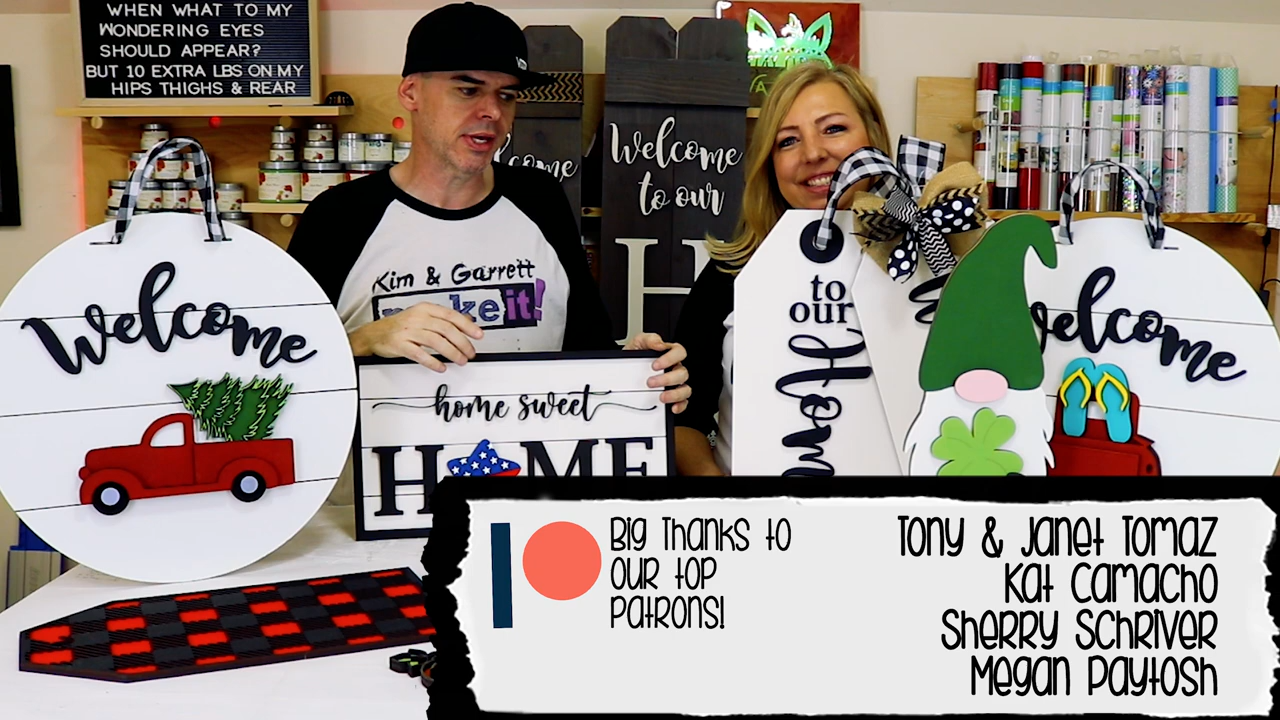 WHEN WHAT TO MY
WONDERING EYES
SHOULD APPEAR?
BUT 10 EXTRA LBS ON MY
HIPS THIGHS & REAR
Welcome
to our
H
Kim & Garrett
make it!
Welcome
home sweet
HOME
to
our
Home
Welcome
Big Thanks to
our top
patrons!
Tony & Janet Tomaz
Kat Camacho
Sherry Schriver
Megan Paytosh